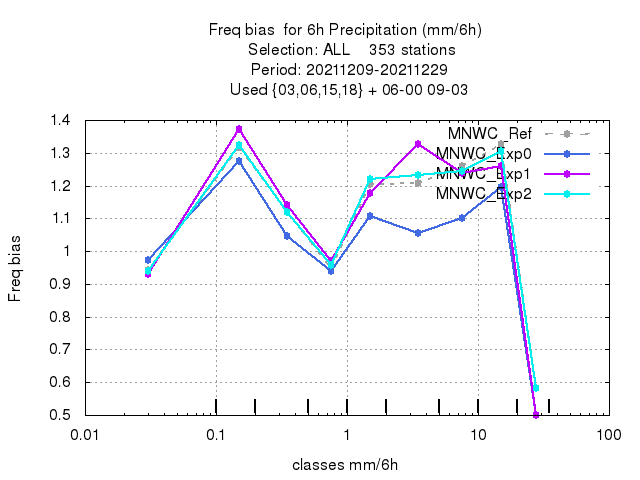 Freq bias  for 6h Precipitation (mm/6h)
Selection: ALL    353 stations
Period: 20211209-20211229
Used {03,06,15,18} + 06-00 09-03
1.4
1.3
1.2
1.1
1
0.9
0.8
0.7
0.6
0.5
Freq bias
MNWC_Ref
MNWC_Exp0
MNWC_Exp1
MNWC_Exp2
0.01
0.1
1
10
100
classes mm/6h